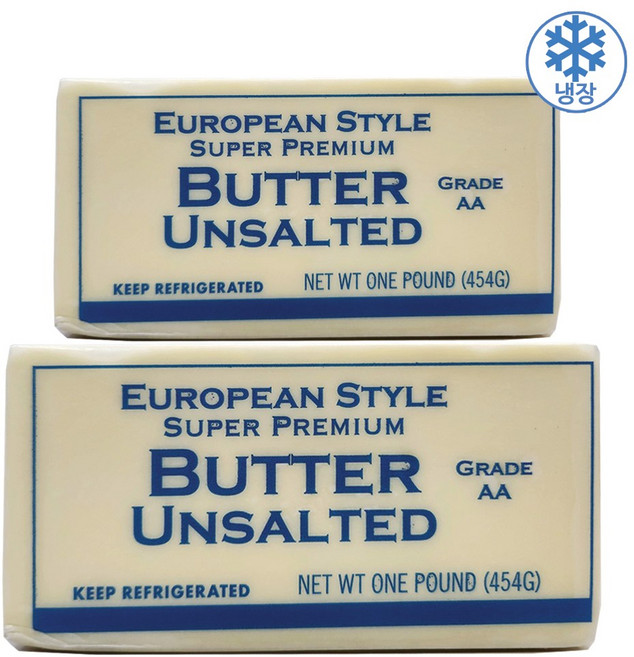 냉장
EUROPEAN STYLE
SUPER PREMIUM
BUTTER
GRADE
AA
UNSALTED
KEEP REFRIGERATED
NET WT ONE POUND (454G)
EUROPEAN STYLE
SUPER PREMIUM
BUTTER
GRADE
AA
UNSALTED
KEEP REFRIGERATED
NET WT ONE POUND (454G)